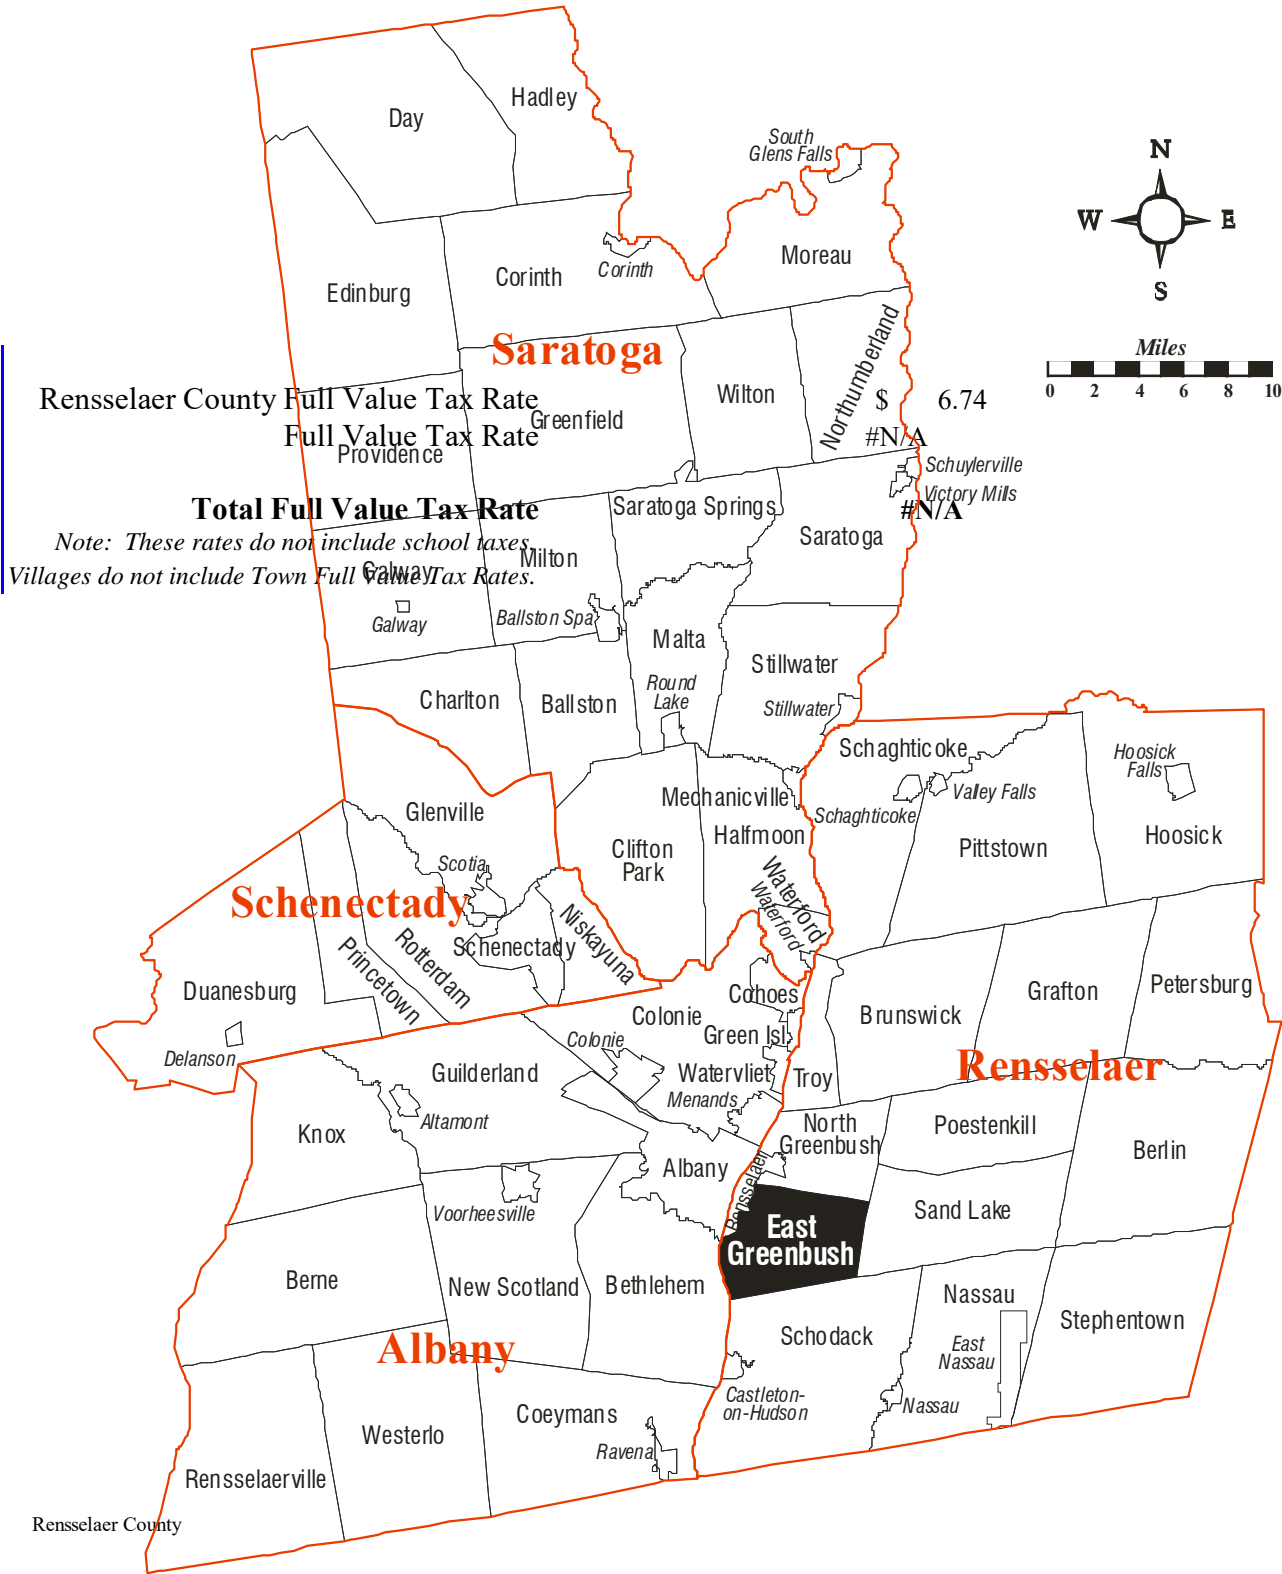 Hadley
Day
South
Glens Falls
N
W
E
S
Moreau
Corinth
Corinth
Edinburg
Northumberland
Saratoga
Miles
0 2 4 6 8 10
Wilton
Rensselaer County Full Value Tax Rate $ 6.74
Greenfield
Full Value Tax Rate #N/A
Providence
Schuylerville
Victory Mills
Saratoga Springs
Total Full Value Tax Rate #N/A
Saratoga
Note: These rates do not include school taxes.
Milton
Galway
Villages do not include Town Full Value Tax Rates.
Galway
Ballston Spa
Malta
Stillwater
Round
Lake
Charlton
Ballston
Stillwater
Schaghticoke
Hoosick
Falls
Mechanicville
Valley Falls
Glenville
Schaghticoke
Halfmoon
Hoosick
Clifton
Park
Pittstown
Scotia
Waterford
Waterford
Schenectady
Niskayuna
Schenectady
Rotterdam
Princetown
Duanesburg
Cohoes
Grafton
Petersburg
Colonie
Brunswick
Green Isl
Colonie
Delanson
Rensselaer
Guilderland
Watervliet
Troy
Menands
Altamont
North
Greenbush
Poestenkill
Knox
Berlin
Albany
Rensselaer
Voorheesville
Sand Lake
East
Greenbush
Berne
New Scotland
Bethlehem
Nassau
Stephentown
Schodack
Albany
East
Nassau
Castleton-
on-Hudson
Nassau
Coeymans
Westerlo
Ravena
Rensselaerville
Rensselaer County